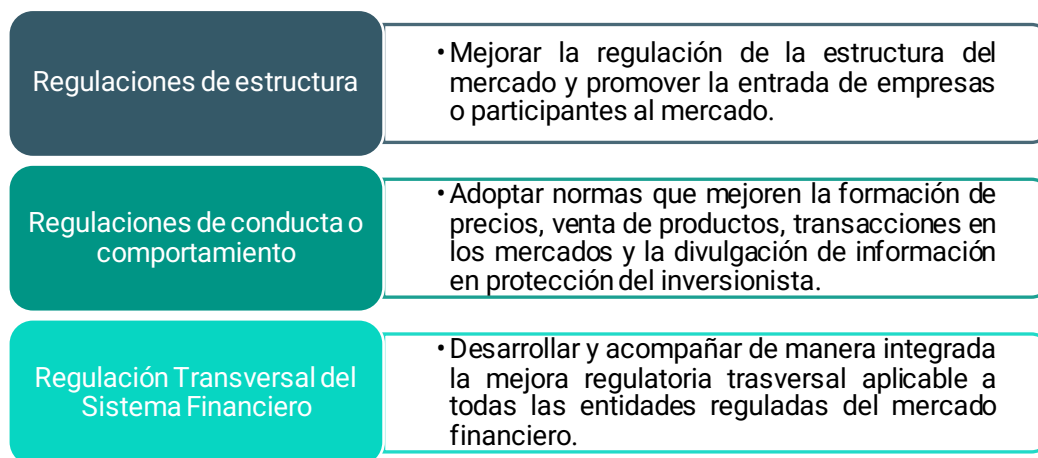 Regulaciones de estructura
• Mejorar la regulación de la estructura del
mercado y promover la entrada de empresas
o participantes al mercado.
Regulaciones de conducta o
comportamiento
• Adoptar normas que mejoren la formación de
precios, venta de productos, transacciones en
los mercados y la divulgación de información
en protección del inversionista.
Regulación Transversal del
Sistema Financiero
• Desarrollar y acompañar de manera integrada
la mejora regulatoria trasversal aplicable a
todas las entidades reguladas del mercado
financiero.